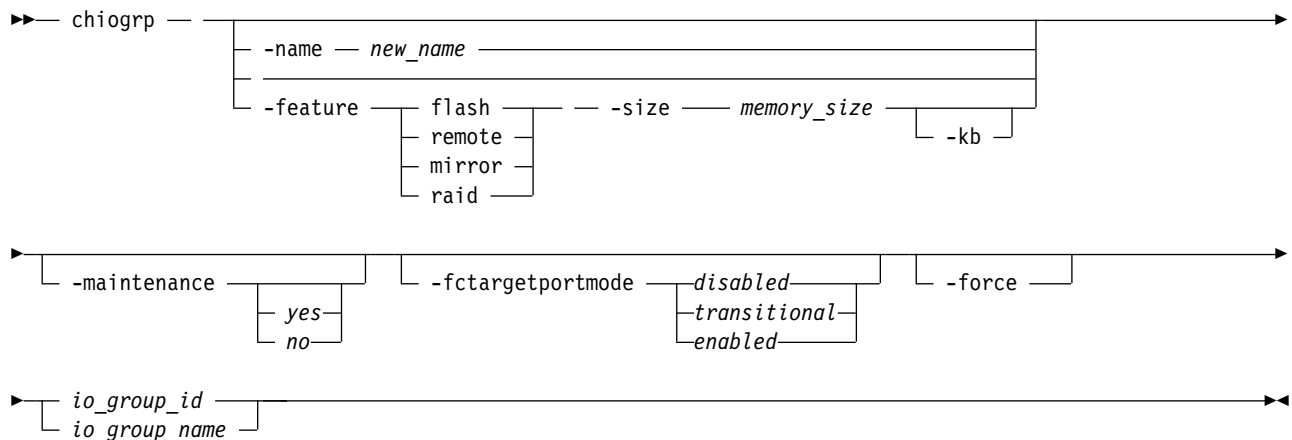 chiogrp
-name new_name
-feature flash -size memory_size
remote -kb
mirror
raid
-maintenance -fctargetportmode disabled -force
yes transitional
no enabled
io_group_id
io_group_name